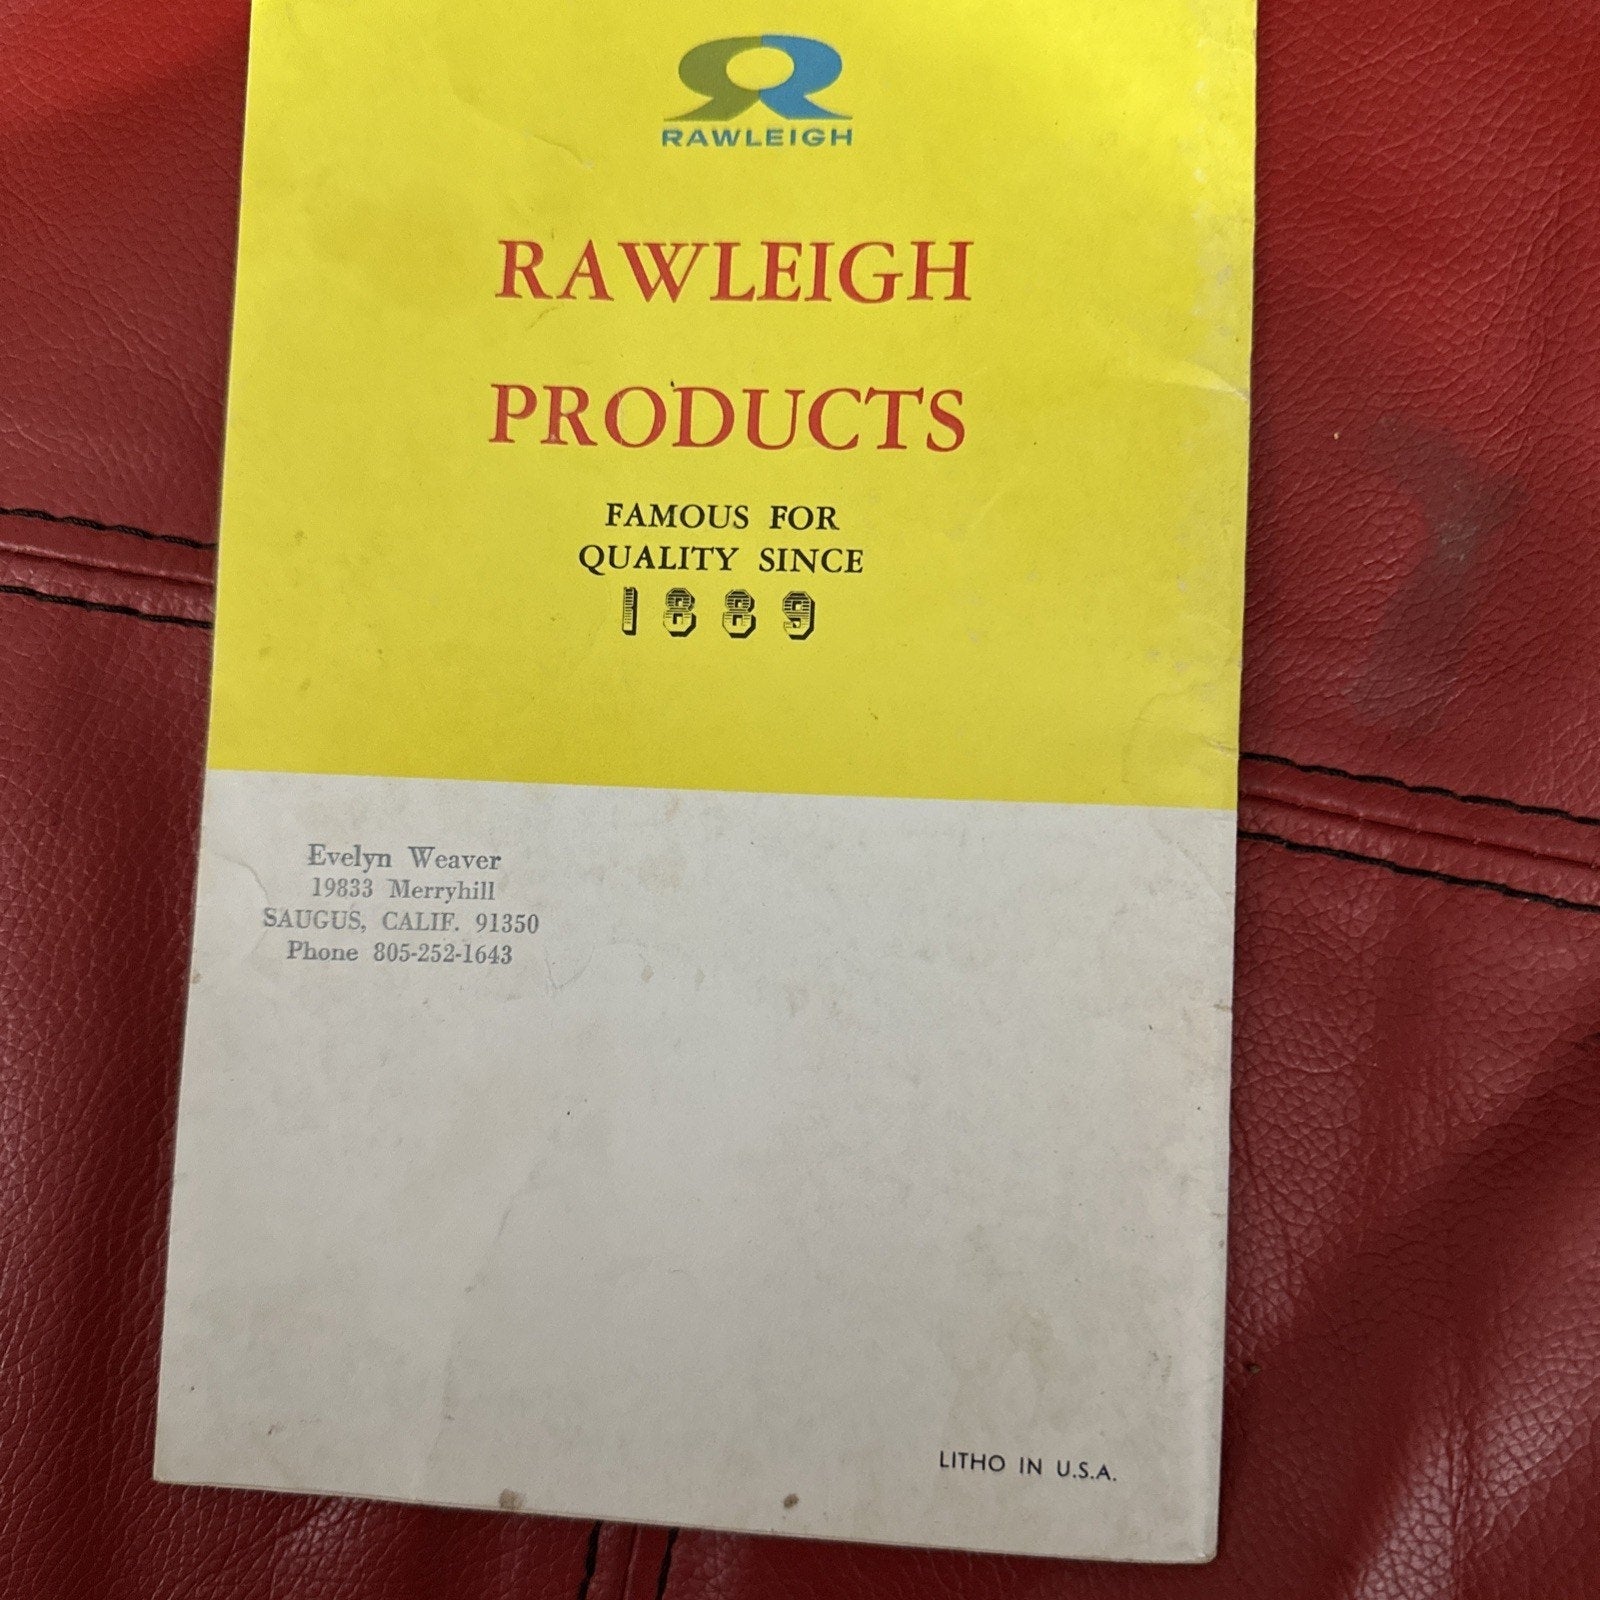 RAWLEIGH
RAWLEIGH
PRODUCTS
FAMOUS FOR
QUALITY SINCE
1889
Evelyn Weaver
19833 Merryhill
SAUGUS, CALIF. 91350
Phone 805-252-1643
LITHO IN U.S.A.